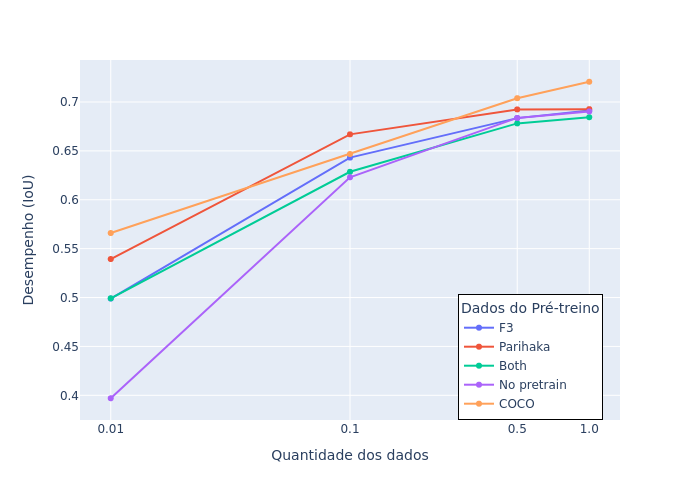 0.7
0.65
0.6
0.55
0.5
0.45
0.4
Desempenho (IoU)
0.01
0.1
0.5
1.0
Quantidade dos dados
Dados do Pré-treino
F3
Parihaka
Both
No pretrain
COCO